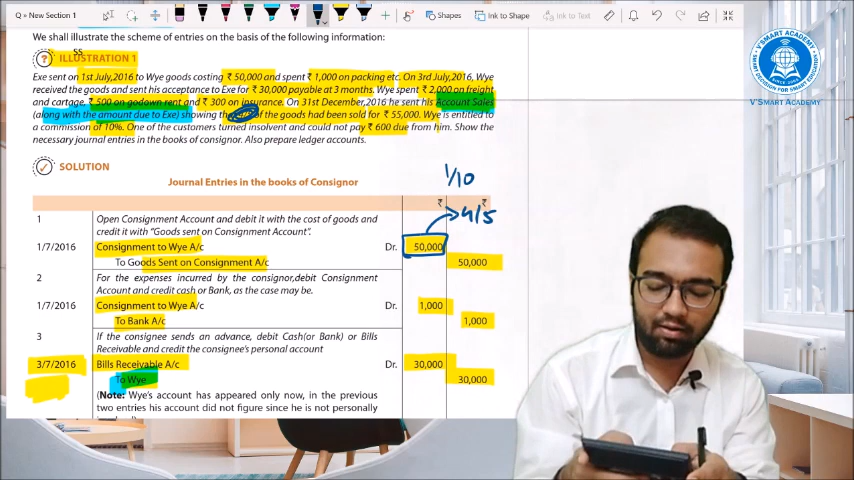 Q » New Section 1
Shapes
Ink to Shape
Ink to Text
We shall illustrate the scheme of entries on the basis of the following information:
SS
? ILLUSTRATION 1
Exe sent on 1st July,2016 to Wye goods costing ₹ 50,000 and spent ₹ 1,000 on packing etc. On 3rd July,2016, Wye
received the goods and sent his acceptance to Exe for ₹ 30,000 payable at 3 months. Wye spent ₹ 2,000 on freight
and cartage, ₹ 500 on godown rent and ₹ 300 on insurance. On 31st December,2016 he sent his Account Sales
(along with the amount due to Exe) showing that of the goods had been sold for ₹ 55,000. Wye is entitled to
a commission of 10%. One of the customers turned insolvent and could not pay ₹ 600 due from him. Show the
necessary journal entries in the books of Consignor. Also prepare ledger accounts.
SOLUTION
1/10
Journal Entries in the books of Consignor
₹ ₹
4/5
1 Open Consignment Account and debit it with the cost of goods and
credit it with "Goods sent on Consignment Account".
1/7/2016 Consignment to Wye A/c Dr. 50,000
To Goods Sent on Consignment A/c 50,000
2 For the expenses incurred by the consignor,debit Consignment
Account and credit cash or Bank, as the case may be.
1/7/2016 Consignment to Wye A/c Dr. 1,000
To Bank A/c 1,000
3 If the consignee sends an advance, debit Cash(or Bank) or Bills
Receivable and credit the consignee's personal account
3/7/2016 Bills Receivable A/c Dr. 30,000
To Wye 30,000
(Note: Wye's account has appeared only now, in the previous
two entries his account did not figure since he is not personally
V'SMART ACADEMY